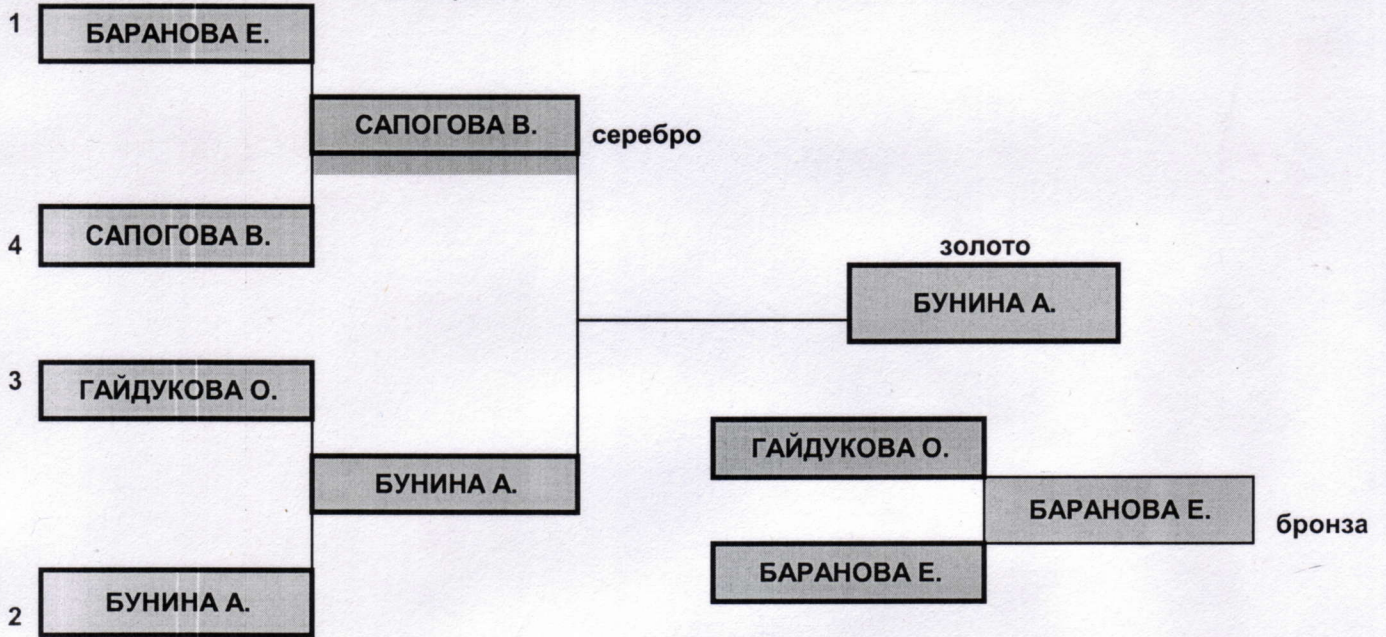 1
БАРАНОВА Е.
САПОГОВА В.
серебро
4
САПОГОВА В.
золото
БУНИНА А.
3
ГАЙДУКОВА О.
ГАЙДУКОВА О.
БУНИНА А.
БАРАНОВА Е.
бронза
БАРАНОВА Е.
2
БУНИНА А.